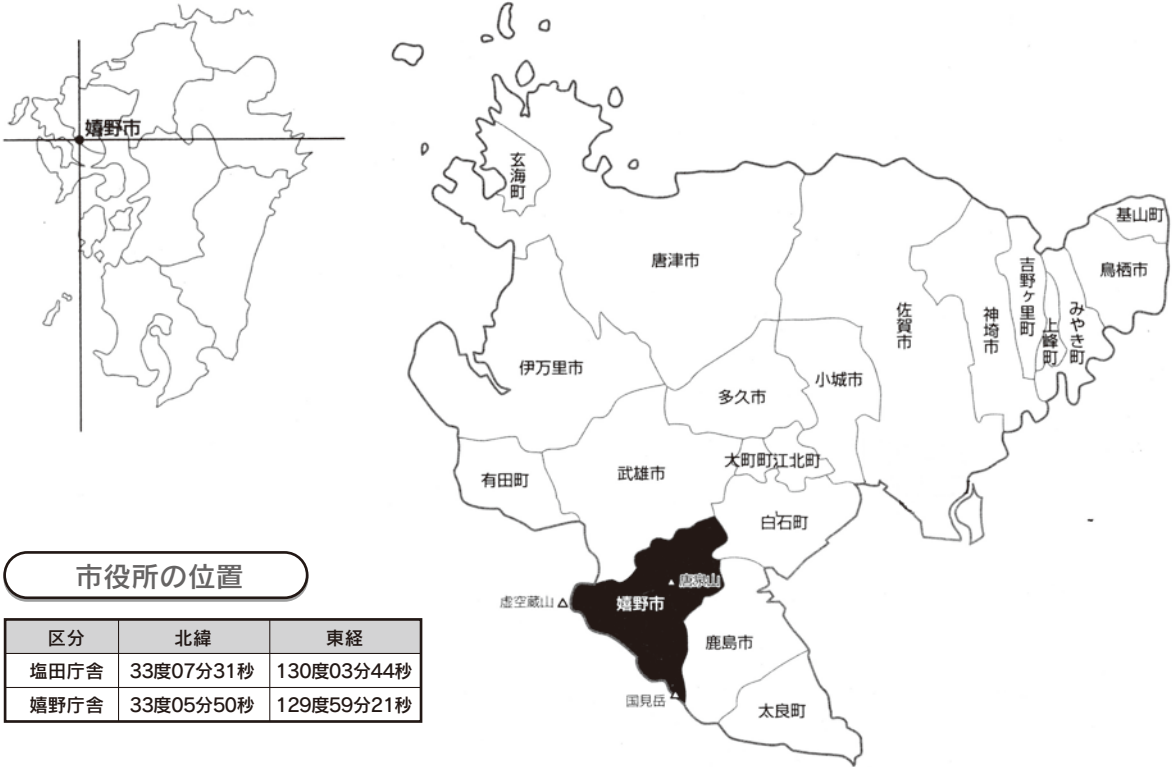 嬉野市
玄海町
唐津市
伊万里市
有田町
武雄市
多久市
小城市
佐賀市
神埼市
吉野ヶ里町
上峰町
みやき町
鳥栖市
基山町
大町町
江北町
白石町
唐泉山
嬉野市
虚空蔵山
国見岳
鹿島市
太良町
市役所の位置
区分 北緯 東経
塩田庁舎 33度07分31秒 130度03分44秒
嬉野庁舎 33度05分50秒 129度59分21秒